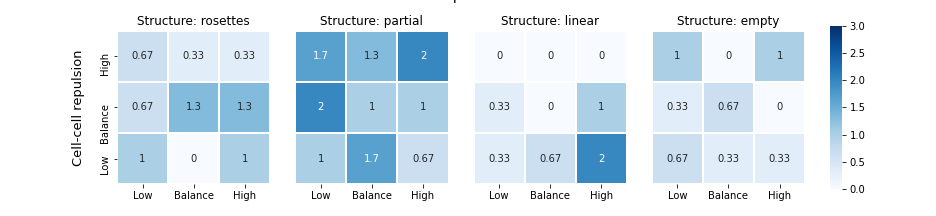 Structure: rosettes Structure: partial Structure: linear Structure: empty
Cell-cell repulsion
High 0.67 0.33 0.33 1.7 1.3 2 0 0 0 1 0 1
Balance 0.67 1.3 1.3 2 1 1 0.33 0 1 0.33 0.67 0
Low 1 0 1 1 1.7 0.67 0.33 0.67 2 0.67 0.33 0.33
Low Balance High Low Balance High Low Balance High Low Balance High
3.0
2.5
2.0
1.5
1.0
0.5
0.0